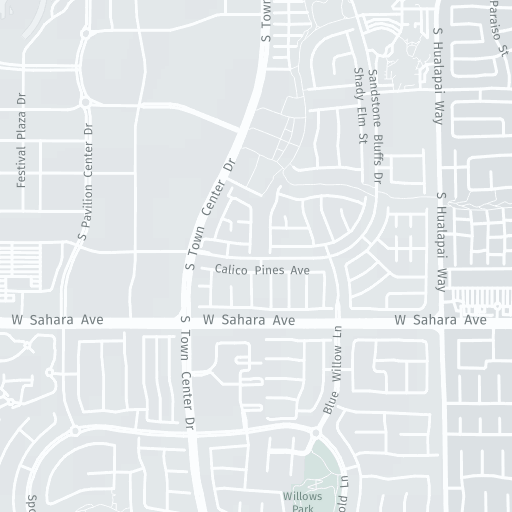 S Town
S Hualapai Way
Paraiso St
Festival Plaza Dr
Shady Elm St
Sandstone Bluffs Dr
S Pavilion Center Dr
S Town Center Dr
S Hualapai Way
Calico Pines Ave
W Sahara Ave
W Sahara Ave
W Sahara Ave
S Town Center Dr
Blue Willow Ln
Willows
Park
Ln